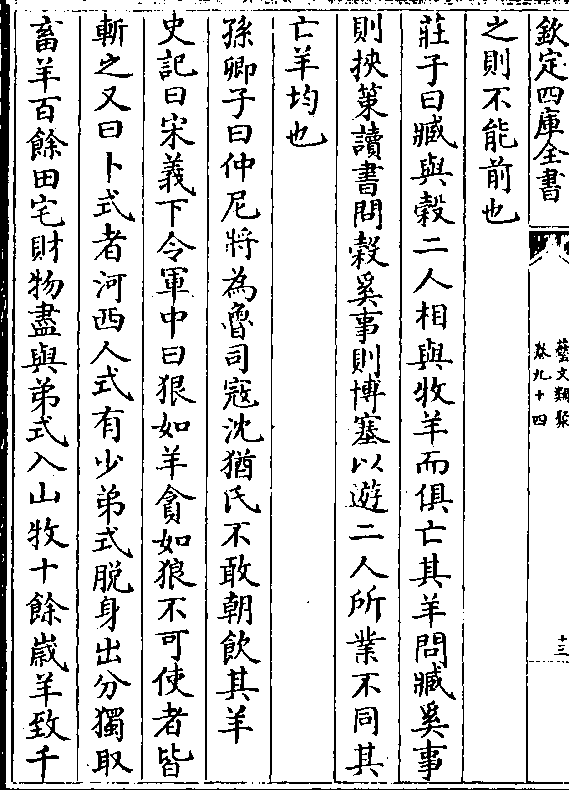 欽定四庫全書
藝文類聚
卷九十四
十三
之則不能前也
莊子曰臧與穀二人相與牧羊而俱亡其羊問臧奚事
則挾策讀書問穀奚事則博塞以遊二人所業不同其
亡羊均也
孫卿子曰仲尼將為魯司寇沈猶氏不敢朝飲其羊
史記曰宋義下令軍中曰狠如羊貪如狼不可使者皆
斬之又曰卜式者河西人式有少弟式脱身出分獨取
畜羊百餘田宅財物盡與弟式入山牧十餘嵗羊致千